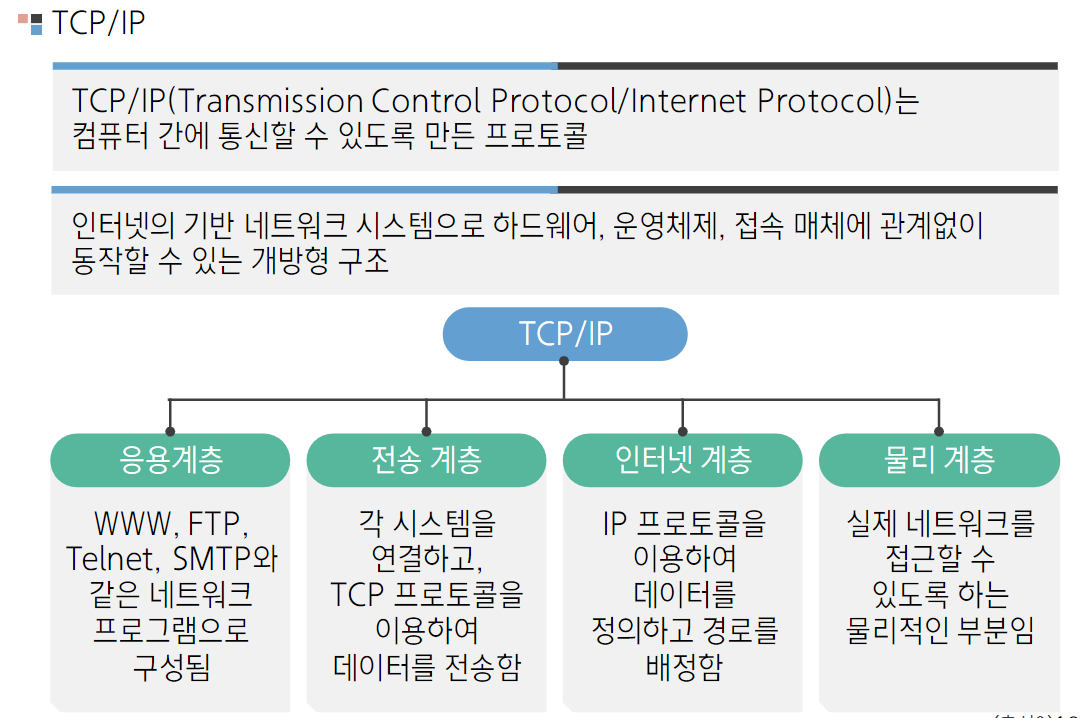 TCP/IP
TCP/IP(Transmission Control Protocol/Internet Protocol)는
컴퓨터 간에 통신할 수 있도록 만든 프로토콜
인터넷의 기반 네트워크 시스템으로 하드웨어, 운영체제, 접속 매체에 관계없이
동작할 수 있는 개방형 구조
TCP/IP
응용계층
WWW, FTP,
Telnet, SMTP와
같은 네트워크
프로그램으로
구성됨
전송 계층
각 시스템을
연결하고,
TCP 프로토콜을
이용하여
데이터를 전송함
인터넷 계층
IP 프로토콜을
이용하여
데이터를
정의하고 경로를
배정함
물리 계층
실제 네트워크를
접근할 수
있도록 하는
물리적인 부분임